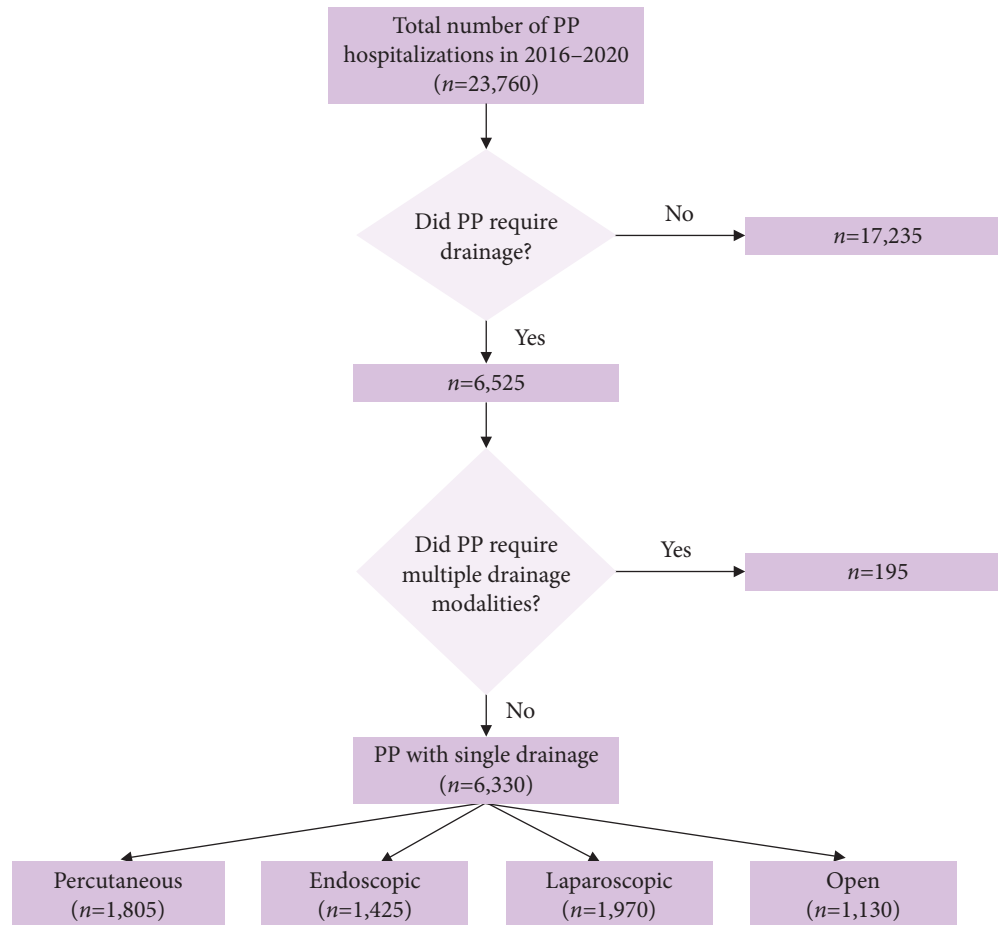 Total number of PP
hospitalizations in 2016–2020
(n=23,760)
Did PP require
drainage?
No
n=17,235
Yes
n=6,525
Did PP require
multiple drainage
modalities?
Yes
n=195
No
PP with single drainage
(n=6,330)
Percutaneous
(n=1,805)
Endoscopic
(n=1,425)
Laparoscopic
(n=1,970)
Open
(n=1,130)